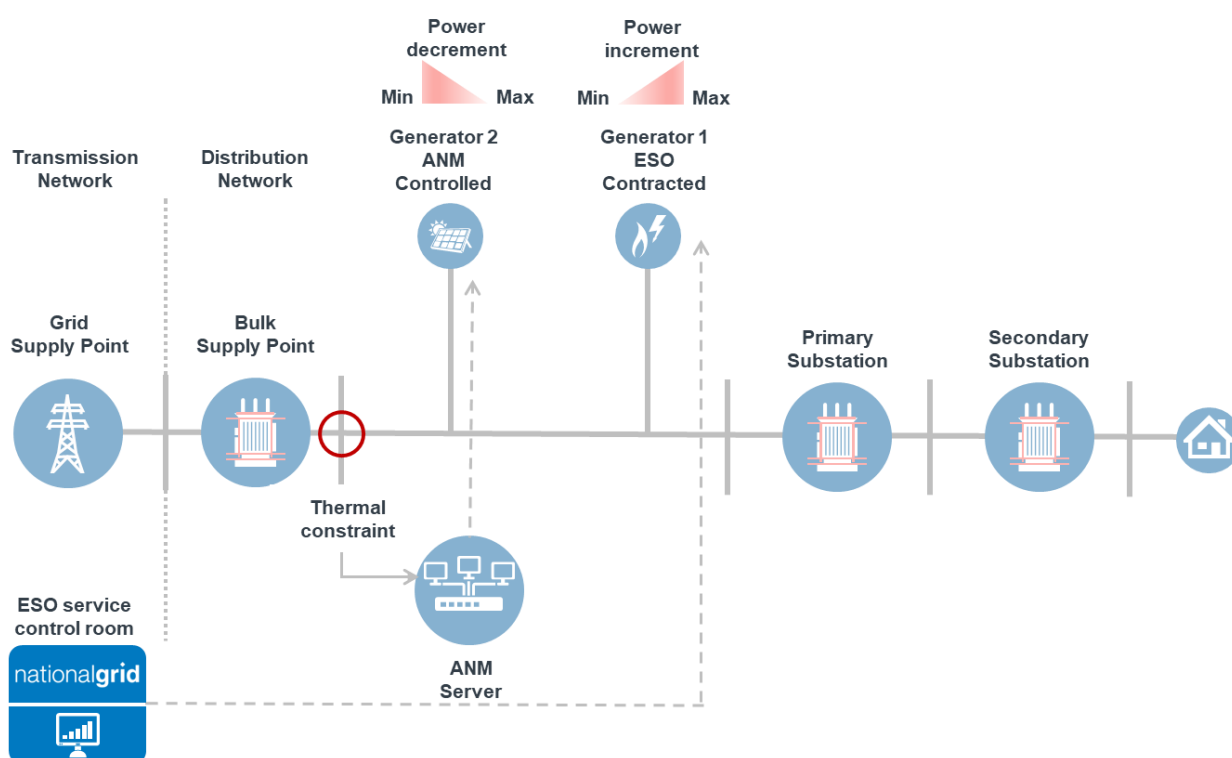 Power
decrement
Min
Max
Power
increment
Min
Max
Generator 2
ANM
Controlled
Generator 1
ESO
Contracted
Transmission
Network
Distribution
Network
Grid
Supply Point
Bulk
Supply Point
Primary
Substation
Secondary
Substation
Thermal
constraint
ESO service
control room
nationalgrid
ANM
Server